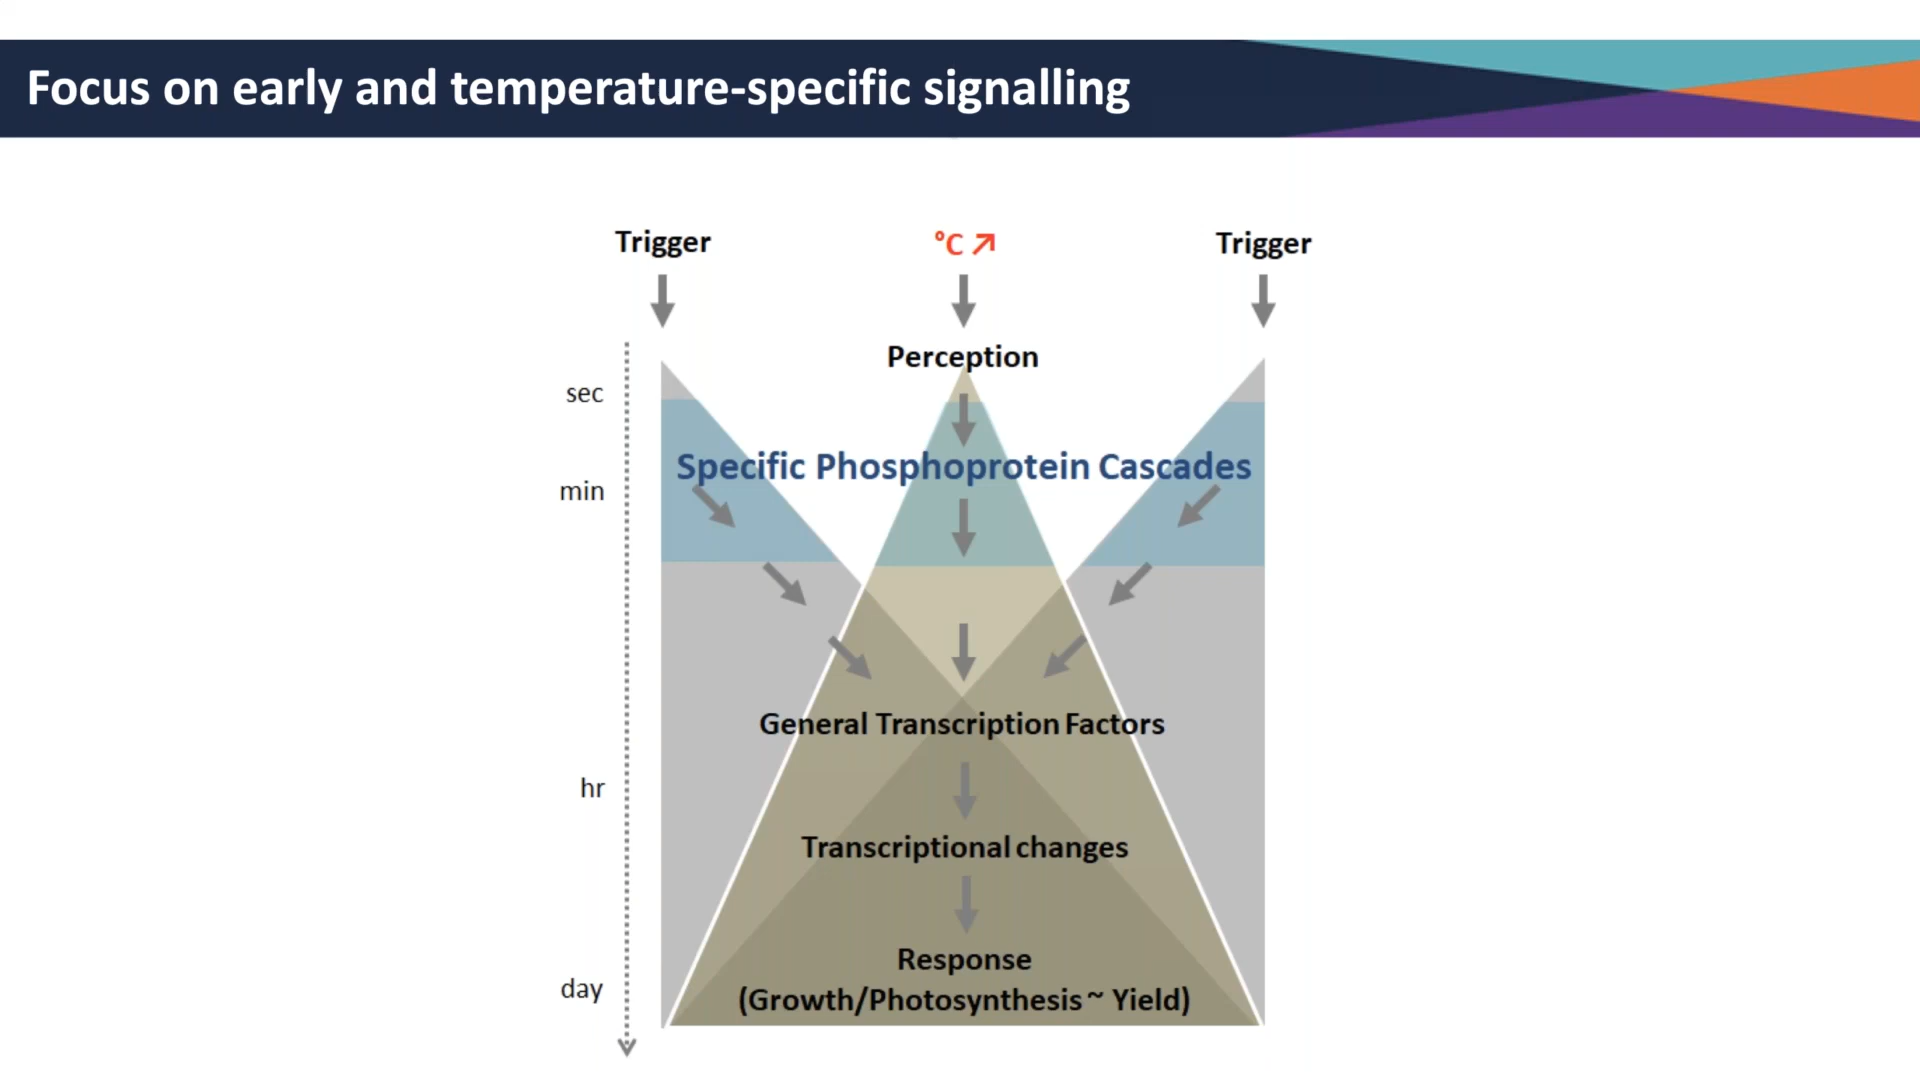 Focus on early and temperature-specific signalling
Trigger
°C ↗
Trigger
Perception
sec
Specific Phosphoprotein Cascades
min
General Transcription Factors
hr
Transcriptional changes
Response
day
(Growth/Photosynthesis ~ Yield)